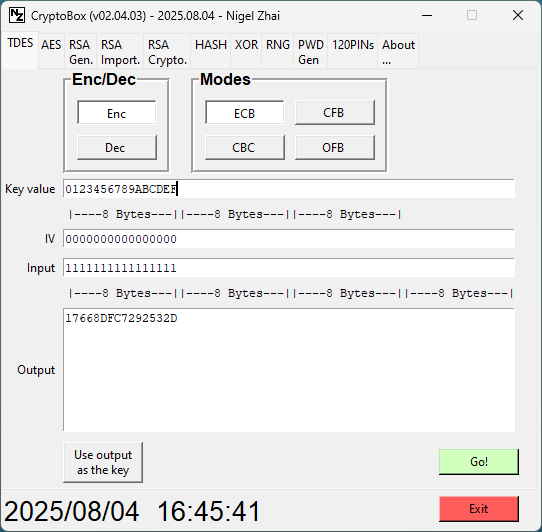 NZ CryptoBox (v02.04.03) - 2025.08.04 - Nigel Zhai
TDES AES RSA Gen. RSA Import. RSA Crypto. HASH XOR RNG PWD Gen 120PINs About ...
Enc/Dec Modes
Enc ECB CFB
Dec CBC OFB
Key value 0123456789ABCDEF
|----8 Bytes---||----8 Bytes---||----8 Bytes---|
IV 0000000000000000
Input 1111111111111111
|----8 Bytes---||----8 Bytes---||----8 Bytes---||----8 Bytes---|
17668DFC7292532D
Output
Use output
as the key
Go!
2025/08/04 16:45:41 Exit